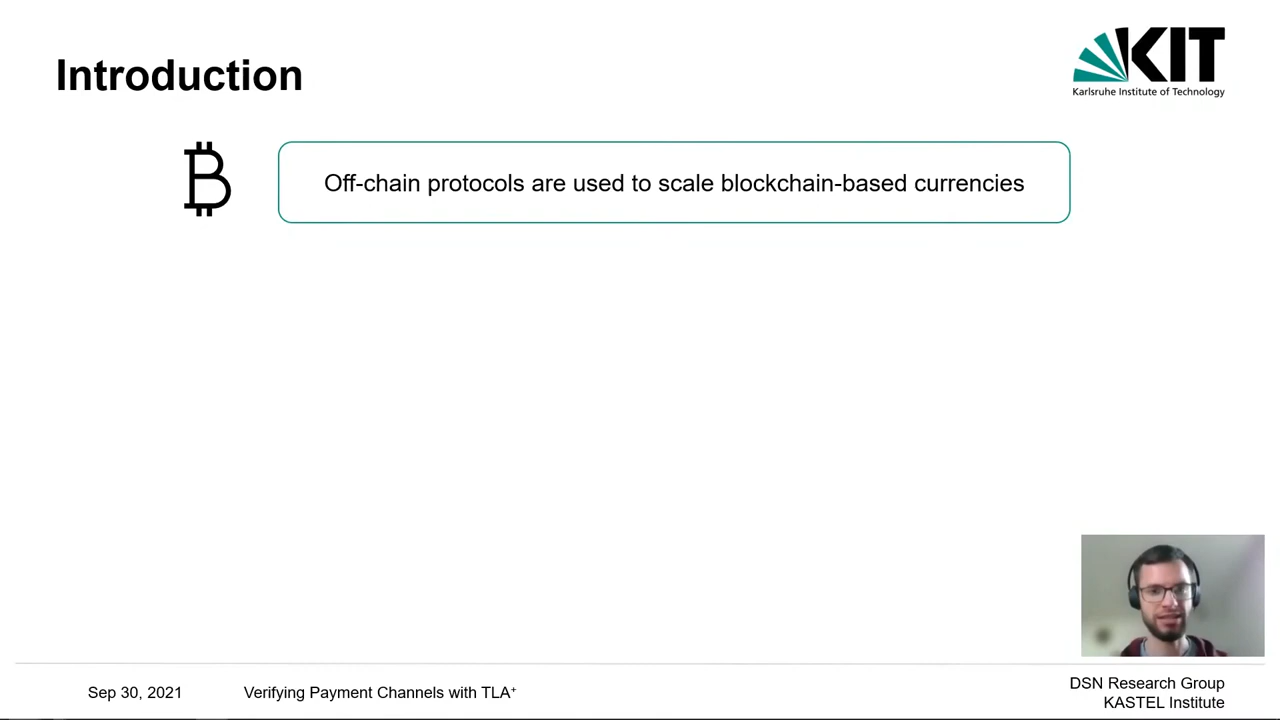 Introduction
KIT
Karlsruhe Institute of Technology
Off-chain protocols are used to scale blockchain-based currencies
Sep 30, 2021
Verifying Payment Channels with TLA⁺
DSN Research Group
KASTEL Institute